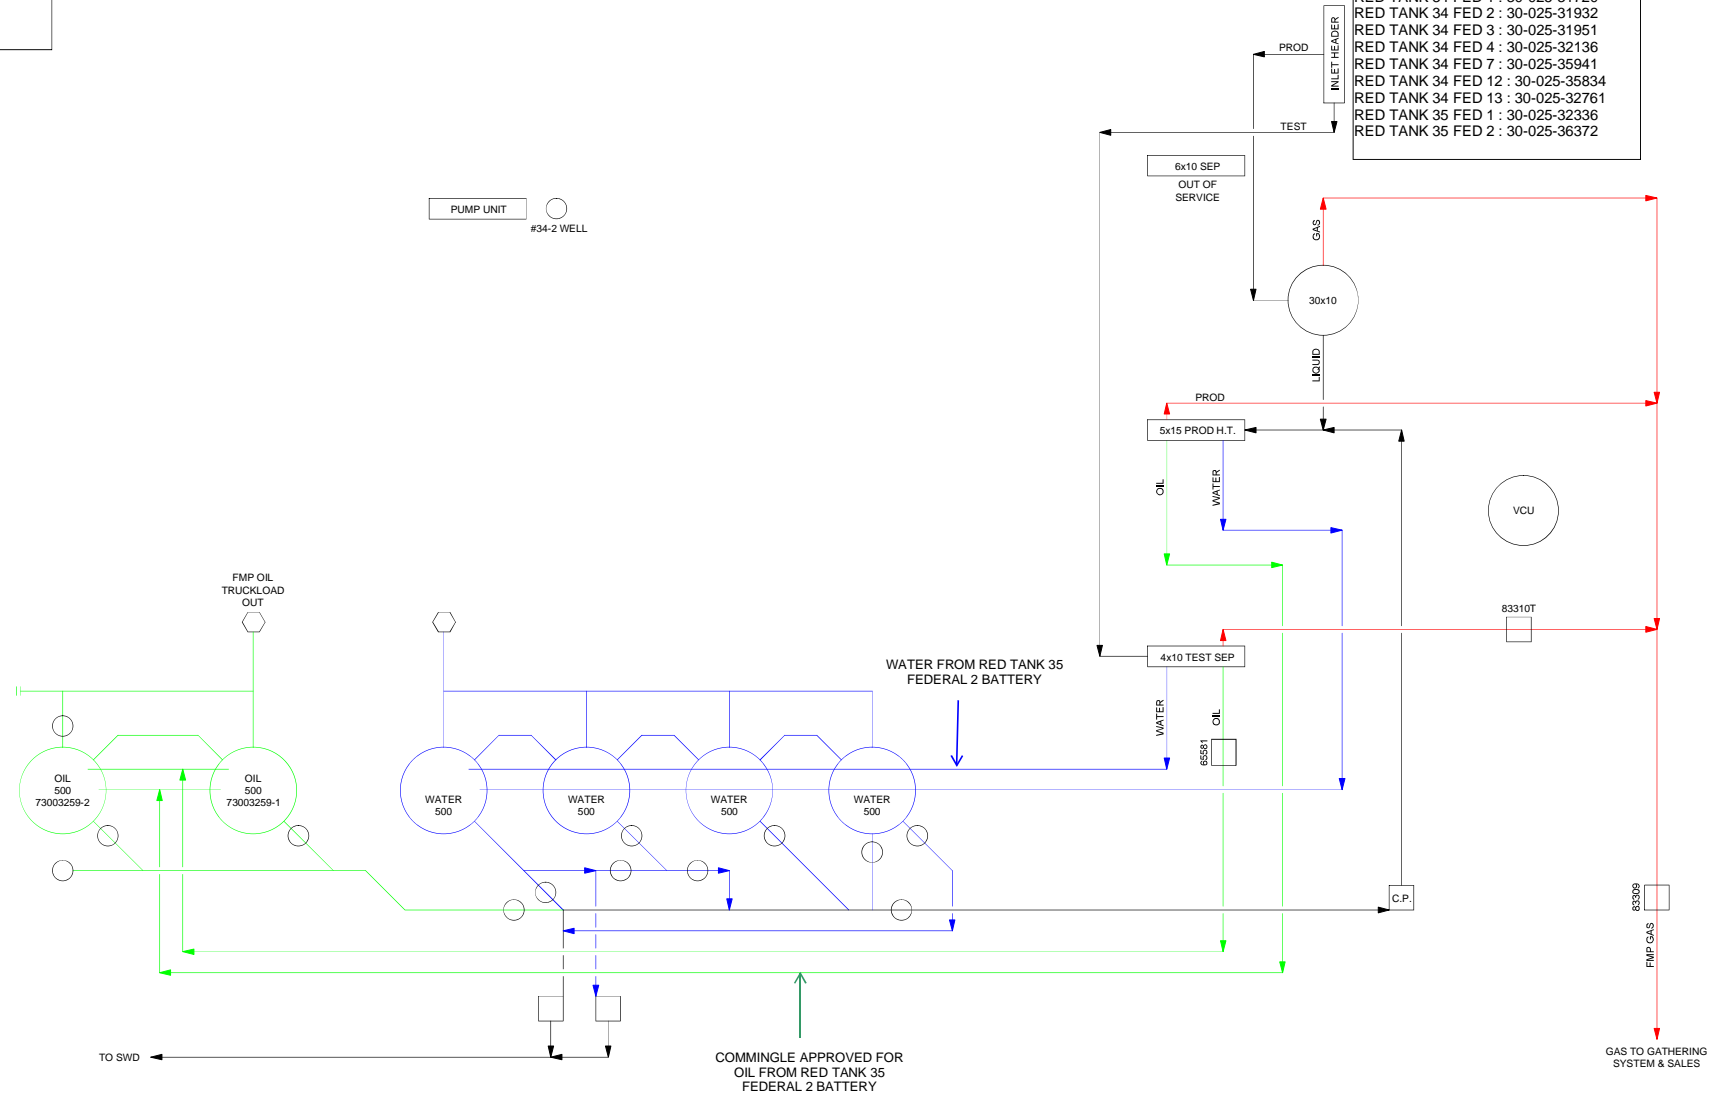 RED TANK 34 FED 2 : 30-025-31932
RED TANK 34 FED 3 : 30-025-31951
RED TANK 34 FED 4 : 30-025-32136
RED TANK 34 FED 7 : 30-025-35941
RED TANK 34 FED 12 : 30-025-35834
RED TANK 34 FED 13 : 30-025-32761
RED TANK 35 FED 1 : 30-025-32336
RED TANK 35 FED 2 : 30-025-36372
INLET HEADER
PROD
TEST
6x10 SEP
OUT OF
SERVICE
PUMP UNIT
#34-2 WELL
GAS
30x10
LIQUID
PROD
5x15 PROD H.T.
OIL
WATER
VCU
FMP OIL
TRUCKLOAD
OUT
83310T
4x10 TEST SEP
WATER FROM RED TANK 35
FEDERAL 2 BATTERY
WATER
OIL
65581
OIL
500
73003259-2
OIL
500
73003259-1
WATER
500
WATER
500
WATER
500
WATER
500
C.P.
83309
FMP GAS
TO SWD
COMMINGLE APPROVED FOR
OIL FROM RED TANK 35
FEDERAL 2 BATTERY
GAS TO GATHERING
SYSTEM & SALES